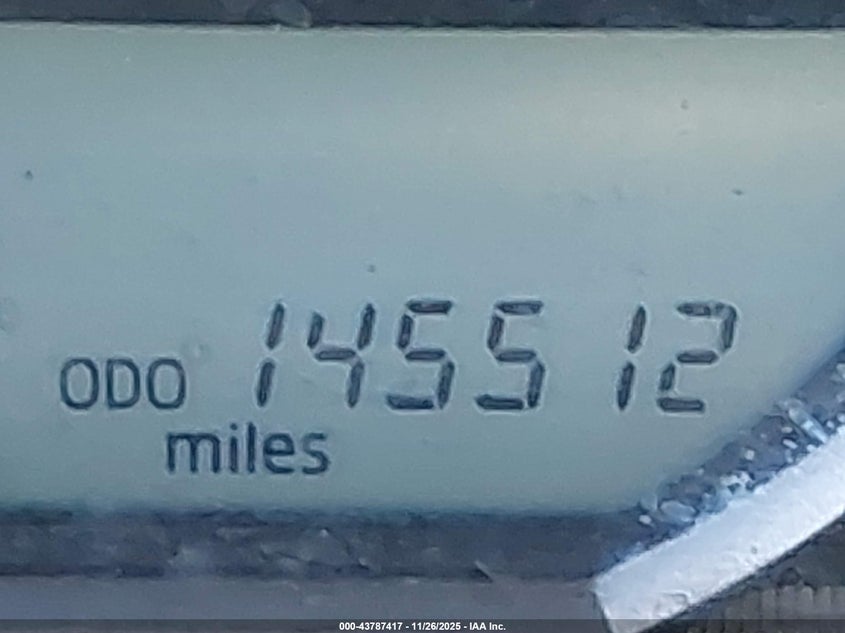 ODO 145512
miles
000-43787417 - 11/26/2025 - IAA Inc.